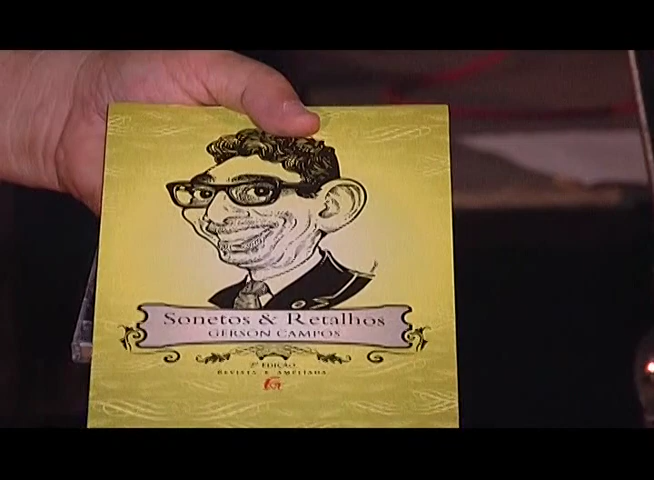 Sonetos & Retalhos
GERSON CAMPOS
2ª EDIÇÃO
REVISTA E AMPLIADA